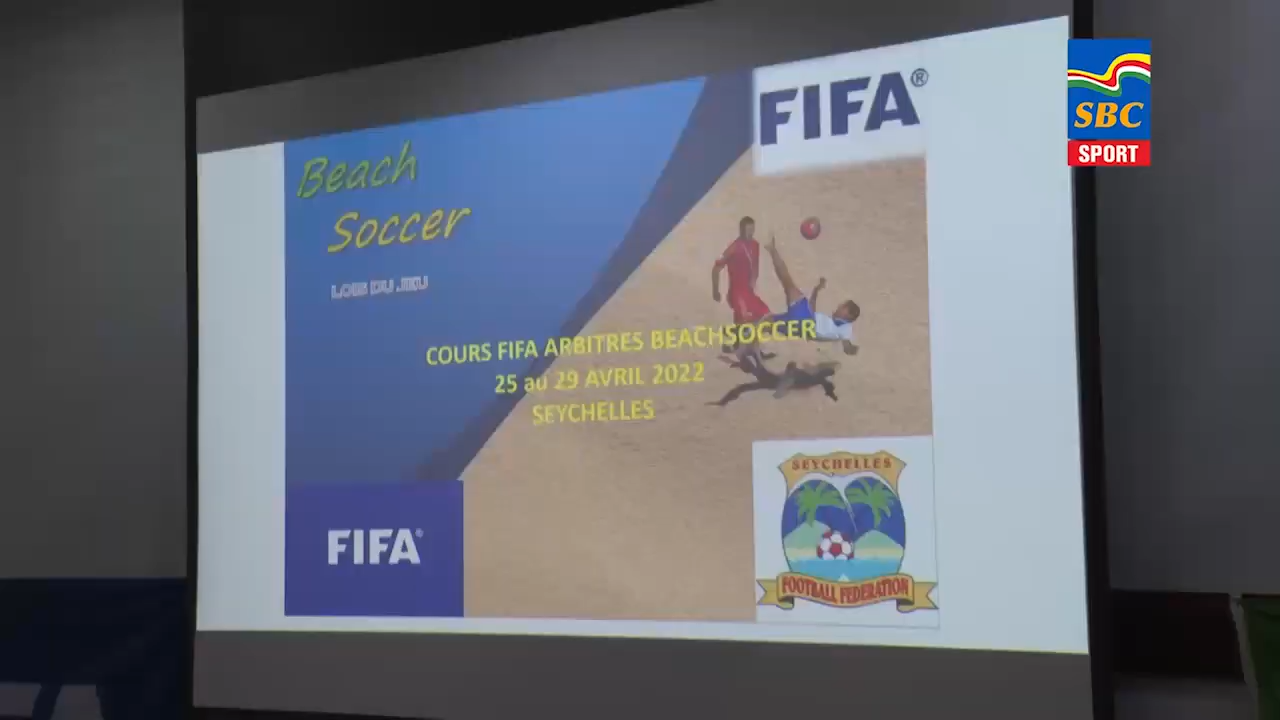 FIFA®
SBC
SPORT
Beach
Soccer
LOIS DU JEU
COURS FIFA ARBITRES BEACHSOCCER
25 au 29 AVRIL 2022
SEYCHELLES
SEYCHELLES
FOOTBALL FEDERATION
FIFA®